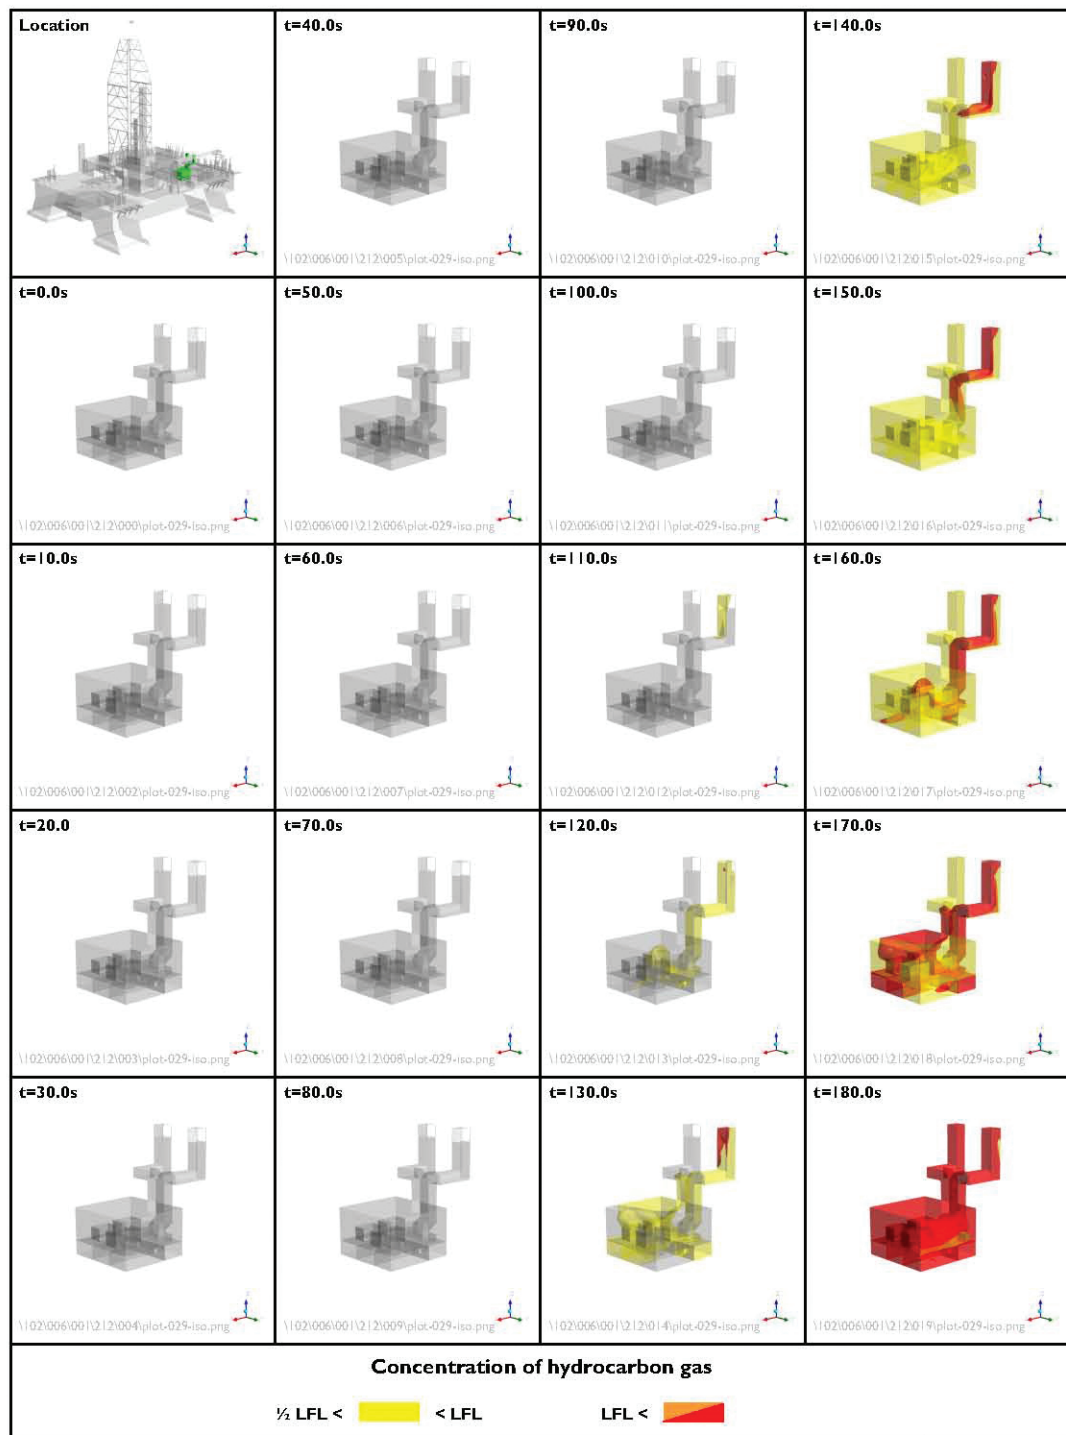 Location
t=40.0s
t=90.0s
t=140.0s
\102\006\001\212\005\plot-029-iso.png
\102\006\001\212\010\plot-029-iso.png
\102\006\001\212\015\plot-029-iso.png
t=0.0s
t=50.0s
t=100.0s
t=150.0s
\102\006\001\212\000\plot-029-iso.png
\102\006\001\212\006\plot-029-iso.png
\102\006\001\212\011\plot-029-iso.png
\102\006\001\212\016\plot-029-iso.png
t=10.0s
t=60.0s
t=110.0s
t=160.0s
\102\006\001\212\002\plot-029-iso.png
\102\006\001\212\007\plot-029-iso.png
\102\006\001\212\012\plot-029-iso.png
\102\006\001\212\017\plot-029-iso.png
t=20.0
t=70.0s
t=120.0s
t=170.0s
\102\006\001\212\003\plot-029-iso.png
\102\006\001\212\008\plot-029-iso.png
\102\006\001\212\013\plot-029-iso.png
\102\006\001\212\018\plot-029-iso.png
t=30.0s
t=80.0s
t=130.0s
t=180.0s
\102\006\001\212\004\plot-029-iso.png
\102\006\001\212\009\plot-029-iso.png
\102\006\001\212\014\plot-029-iso.png
\102\006\001\212\019\plot-029-iso.png
Concentration of hydrocarbon gas
½ LFL < < LFL LFL <